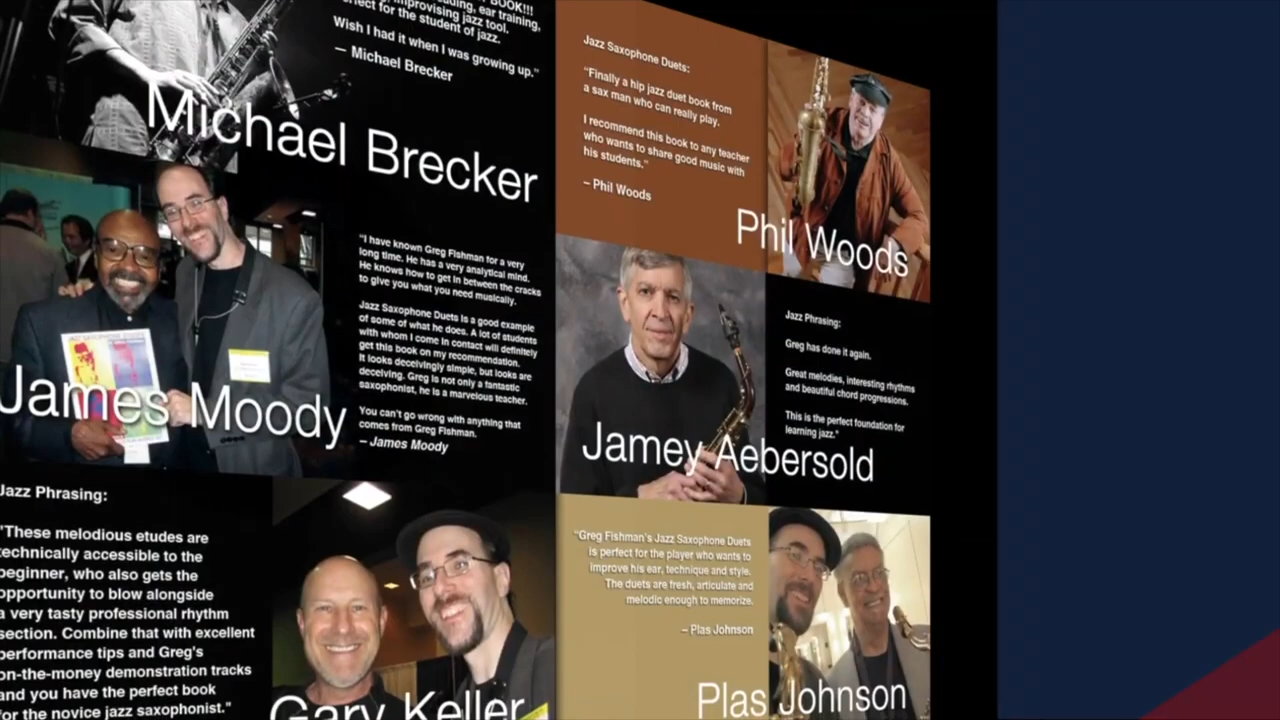 BOOK!!!
ear training,
improvising jazz tool.
for the student of jazz.
Wish I had it when I was growing up."
– Michael Brecker
Michael Brecker
"I have known Greg Fishman for a very
long time. He has a very analytical mind.
He knows how to get in between the cracks
to give you what you need musically.
Jazz Saxophone Duets is a good example
of some of what he does. A lot of students
with whom I come in contact will definitely
get this book on my recommendation.
It looks deceivingly simple, but looks are
deceiving. Greg is not only a fantastic
saxophonist, he is a marvelous teacher.
You can't go wrong with anything that
comes from Greg Fishman.
– James Moody
James Moody
Jazz Phrasing:
"These melodious etudes are
technically accessible to the
beginner, who also gets the
opportunity to blow alongside
a very tasty professional rhythm
section. Combine that with excellent
performance tips and Greg's
on-the-money demonstration tracks
and you have the perfect book
for the novice jazz saxophonist."
Gary Keller
Jazz Saxophone Duets:
"Finally a hip jazz duet book from
a sax man who can really play.
I recommend this book to any teacher
who wants to share good music with
his students."
– Phil Woods
Phil Woods
Jazz Phrasing:
Greg has done it again.
Great melodies, interesting rhythms
and beautiful chord progressions.
This is the perfect foundation for
learning jazz."
Jamey Aebersold
"Greg Fishman's Jazz Saxophone Duets
is perfect for the player who wants to
improve his ear, technique and style.
The duets are fresh, articulate and
melodic enough to memorize.
– Plas Johnson
Plas Johnson